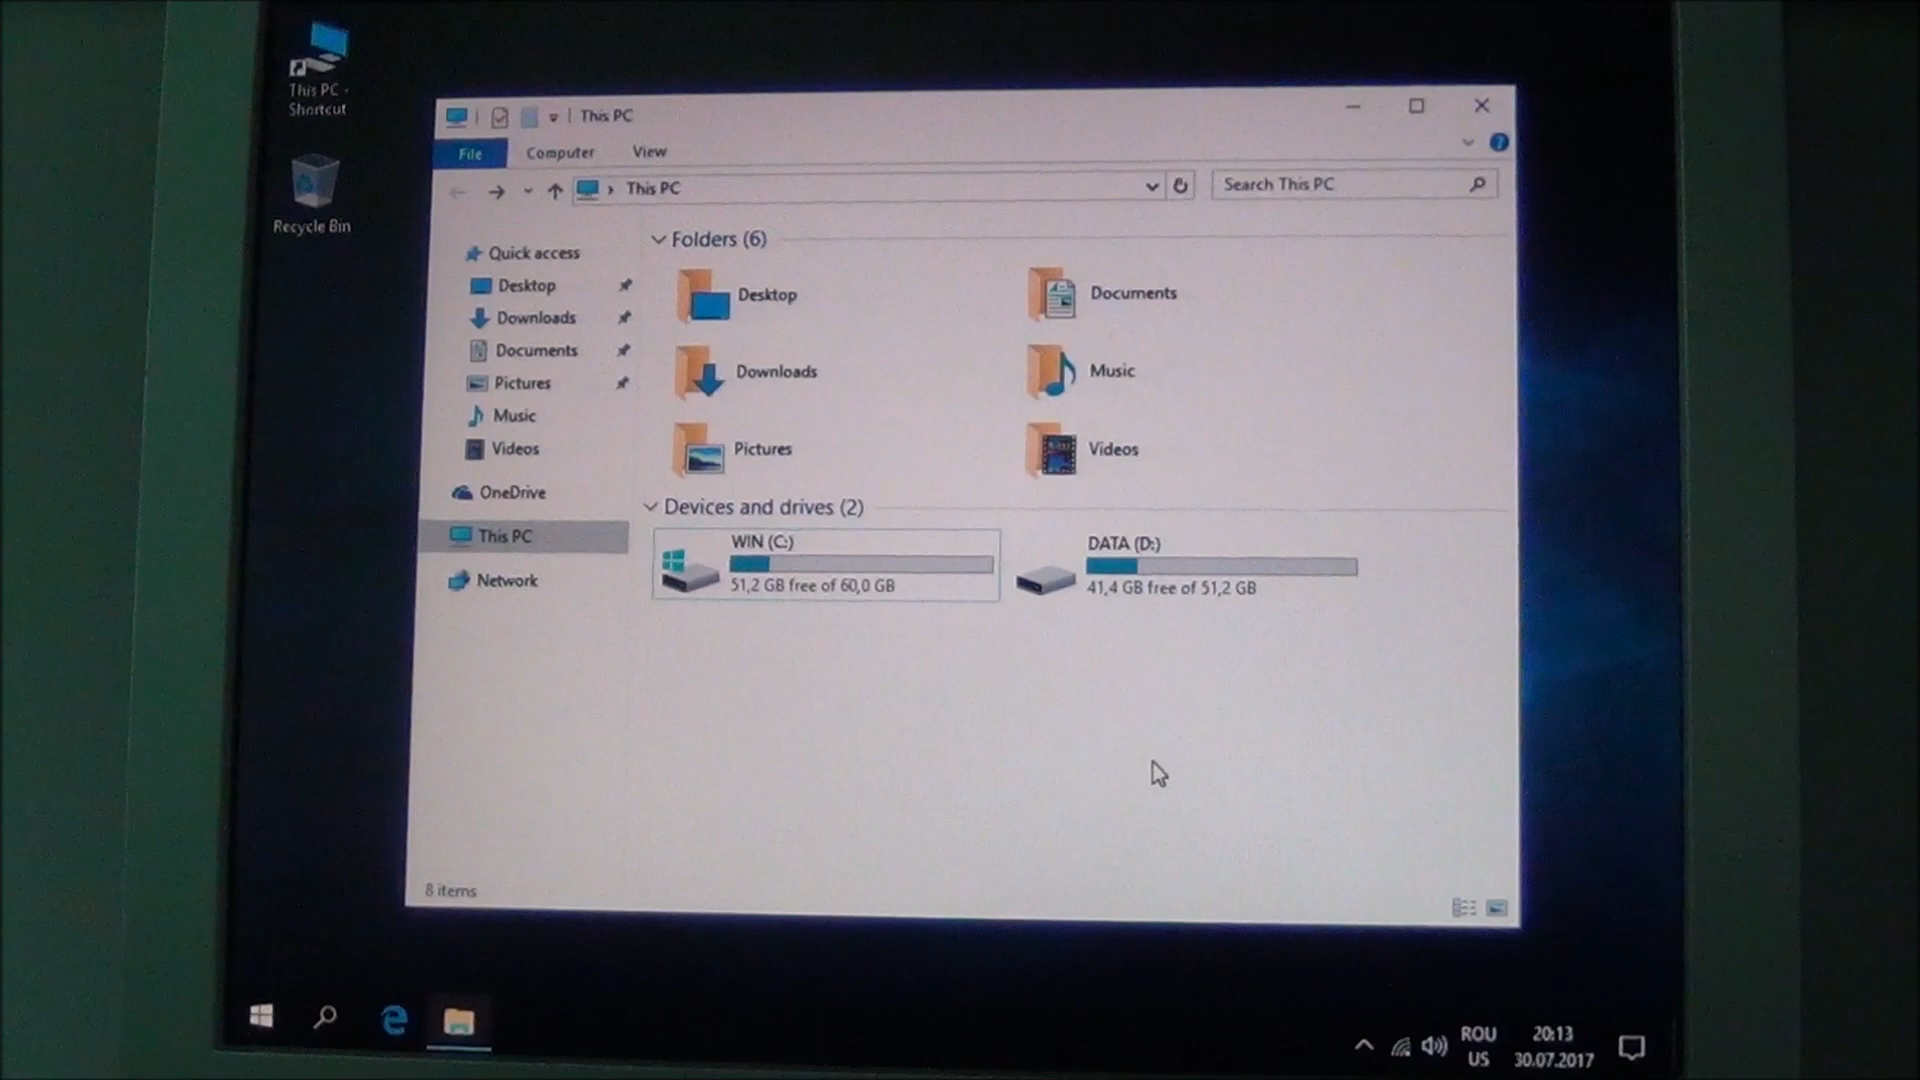 This PC -
Shortcut
Recycle Bin
This PC
File
Computer
View
This PC
Search This PC
Quick access
Desktop
Downloads
Documents
Pictures
Music
Videos
OneDrive
This PC
Network
Folders (6)
Desktop
Documents
Downloads
Music
Pictures
Videos
Devices and drives (2)
WIN (C:)
51,2 GB free of 60,0 GB
DATA (D:)
41,4 GB free of 51,2 GB
8 items
ROU
US
20:13
30.07.2017